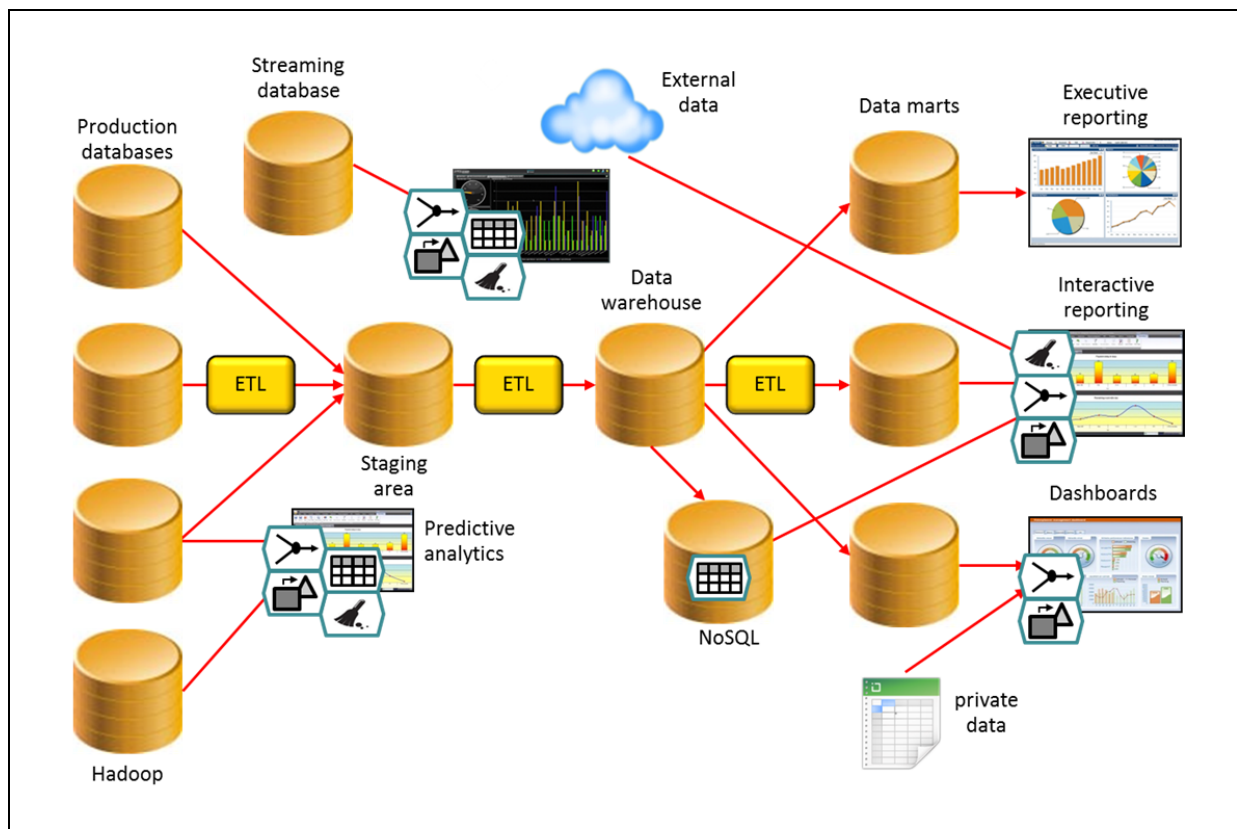 Streaming
database
External
data
Data marts
Executive
reporting
Production
databases
Data
warehouse
Interactive
reporting
ETL
ETL
ETL
Staging
area
Predictive
analytics
Dashboards
NoSQL
private
data
Hadoop